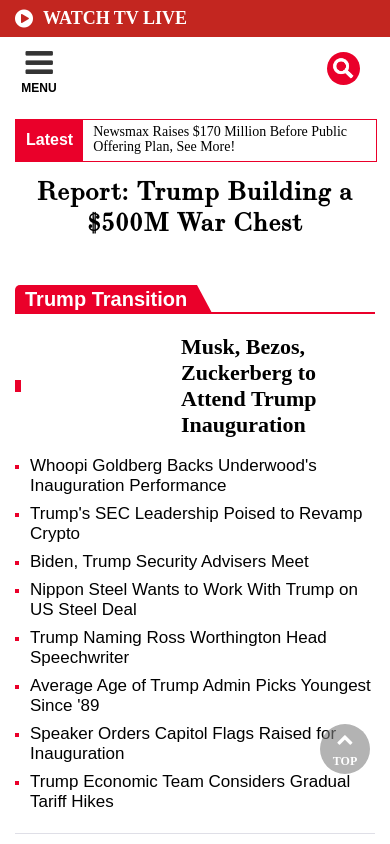 WATCH TV LIVE
MENU
Latest
Newsmax Raises $170 Million Before Public
Offering Plan, See More!
Report: Trump Building a
$500M War Chest
Trump Transition
Musk, Bezos,
Zuckerberg to
Attend Trump
Inauguration
Whoopi Goldberg Backs Underwood's
Inauguration Performance
Trump's SEC Leadership Poised to Revamp
Crypto
Biden, Trump Security Advisers Meet
Nippon Steel Wants to Work With Trump on
US Steel Deal
Trump Naming Ross Worthington Head
Speechwriter
Average Age of Trump Admin Picks Youngest
Since '89
Speaker Orders Capitol Flags Raised for
Inauguration
TOP
Trump Economic Team Considers Gradual
Tariff Hikes